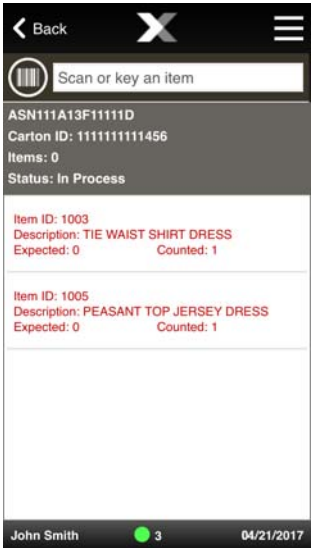 Back
Scan or key an item
ASN111A13F11111D
Carton ID: 1111111111456
Items: 0
Status: In Process
Item ID: 1003
Description: TIE WAIST SHIRT DRESS
Expected: 0 Counted: 1
Item ID: 1005
Description: PEASANT TOP JERSEY DRESS
Expected: 0 Counted: 1
John Smith 3 04/21/2017